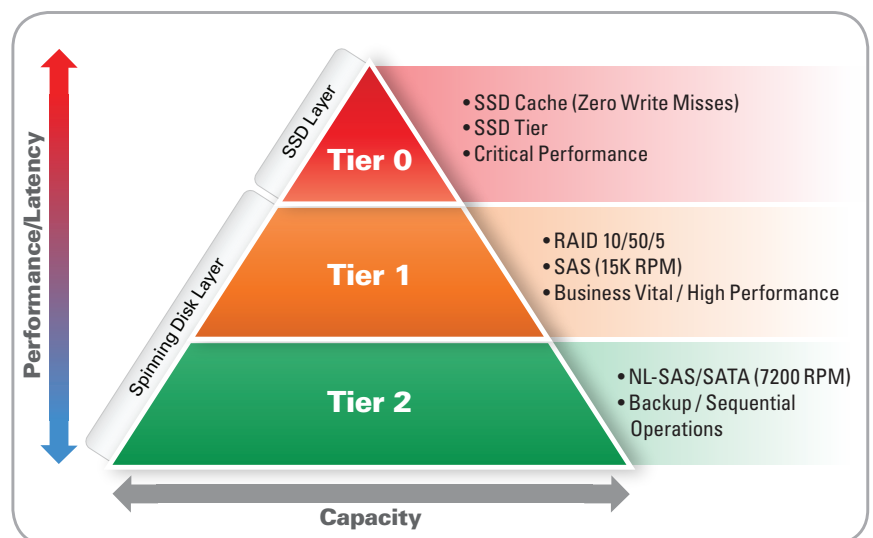 Performance/Latency
SSD Layer
Spinning Disk Layer
Tier 0
• SSD Cache (Zero Write Misses)
• SSD Tier
• Critical Performance
Tier 1
• RAID 10/50/5
• SAS (15K RPM)
• Business Vital / High Performance
Tier 2
• NL-SAS/SATA (7200 RPM)
• Backup / Sequential
Operations
Capacity